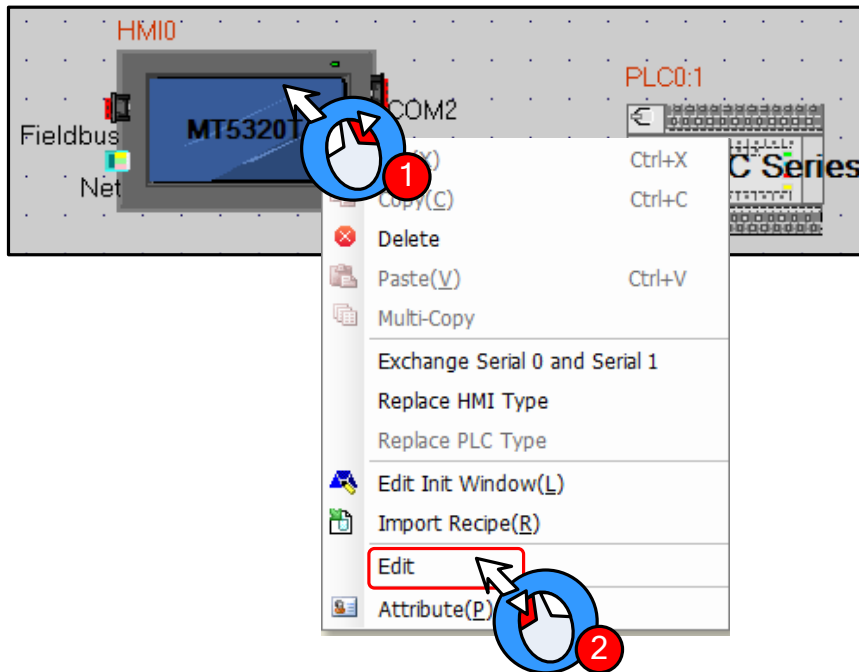 HMI0
PLC0:1
COM2
Fieldbus
MT5320T
C Series
Net
1
(X) Ctrl+X
Copy(C) Ctrl+C
Delete
Paste(V) Ctrl+V
Multi-Copy
Exchange Serial 0 and Serial 1
Replace HMI Type
Replace PLC Type
Edit Init Window(L)
Import Recipe(R)
Edit
Attribute(P)
2